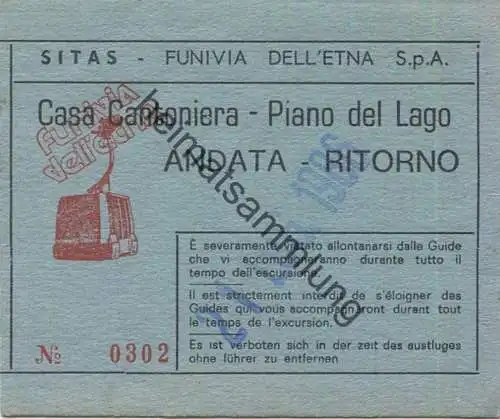 SITAS - FUNIVIA DELL'ETNA S.p.A.
Casa Cantoniera - Piano del Lago
funivia
dell'etna
ANDATA - RITORNO
1986
heimatsammlung
È severamente vietato allontanarsi dalle Guide
che vi accompagneranno durante tutto il
tempo dell'escursione.
Il est strictement interdit de s'éloigner des
Guides qui vous accompagnaront durant tout
le temps de l'excursion.
Es ist verboten sich in der zeit des austluges
ohne führer zu entfernen
№ 0302